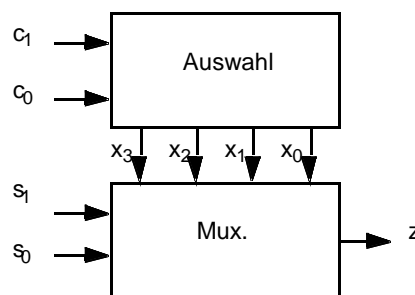 c₁
Auswahl
c₀
x₃ x₂ x₁ x₀
s₁
Mux.
z
s₀